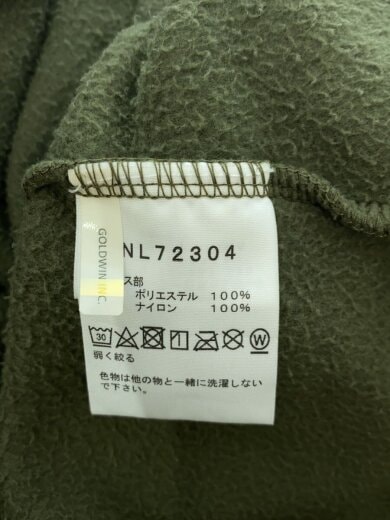 GOLDWIN INC.
NL72304
ス部
ポリエステル 100%
ナイロン 100%
30
W
弱く絞る
色物は他の物と一緒に洗濯しない
で下さい。